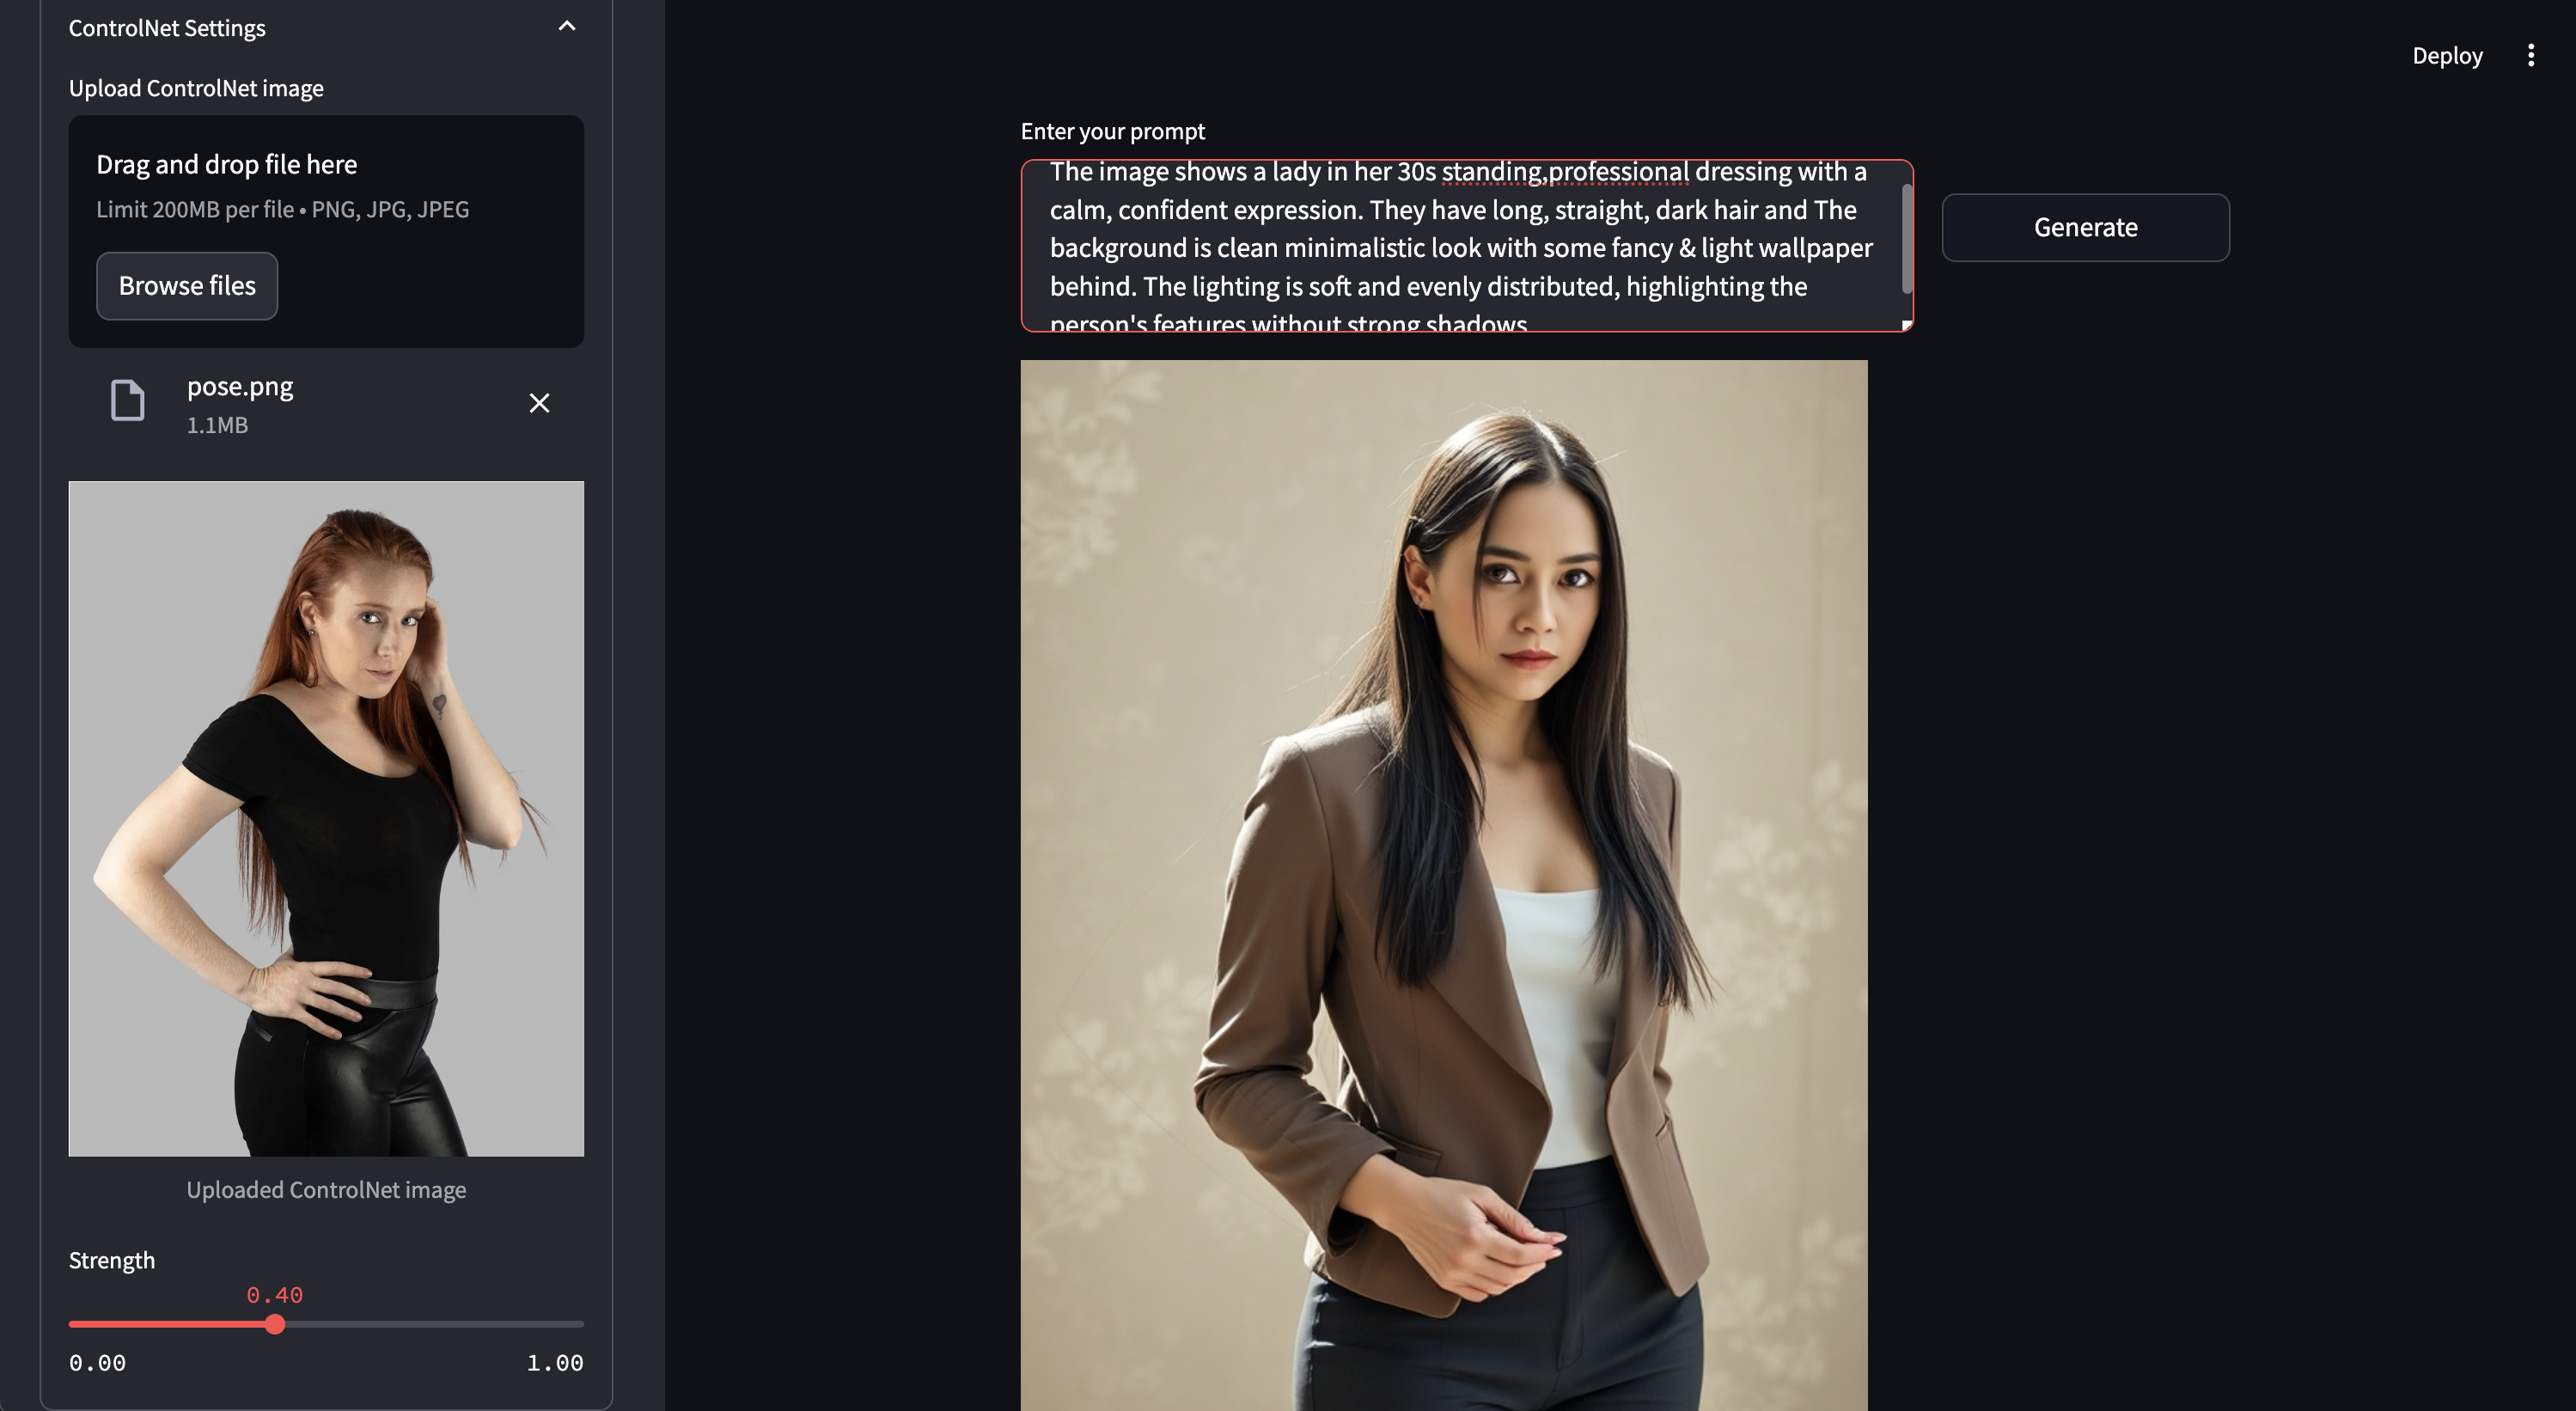 ControlNet Settings
Upload ControlNet image
Drag and drop file here
Limit 200MB per file • PNG, JPG, JPEG
Browse files
pose.png
1.1MB
Uploaded ControlNet image
Strength
0.40
0.00 1.00
Deploy
Enter your prompt
The image shows a lady in her 30s standing,professional dressing with a
calm, confident expression. They have long, straight, dark hair and The
background is clean minimalistic look with some fancy & light wallpaper
behind. The lighting is soft and evenly distributed, highlighting the
person's features without strong shadows
Generate